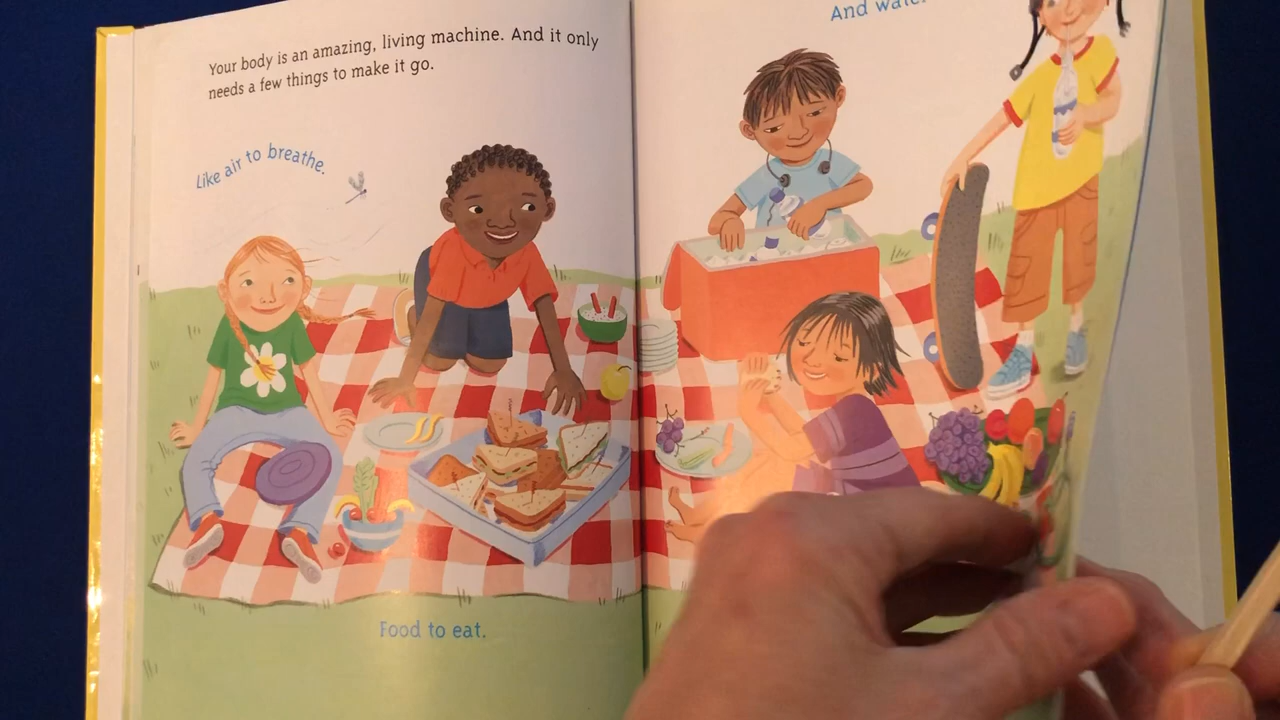 Your body is an amazing, living machine. And it only
needs a few things to make it go.
Like air to breathe.
Food to eat.
And